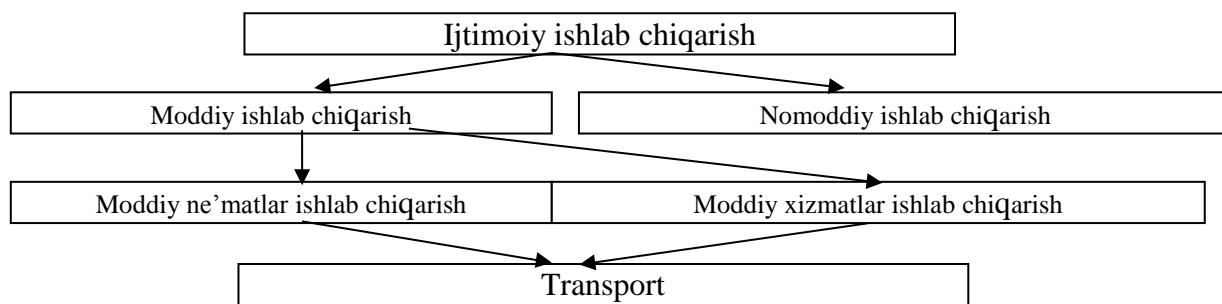 Ijtimoiy ishlab chiqarish
Moddiy ishlab chiqarish
Nomoddiy ishlab chiqarish
Moddiy ne’matlar ishlab chiqarish
Moddiy xizmatlar ishlab chiqarish
Transport